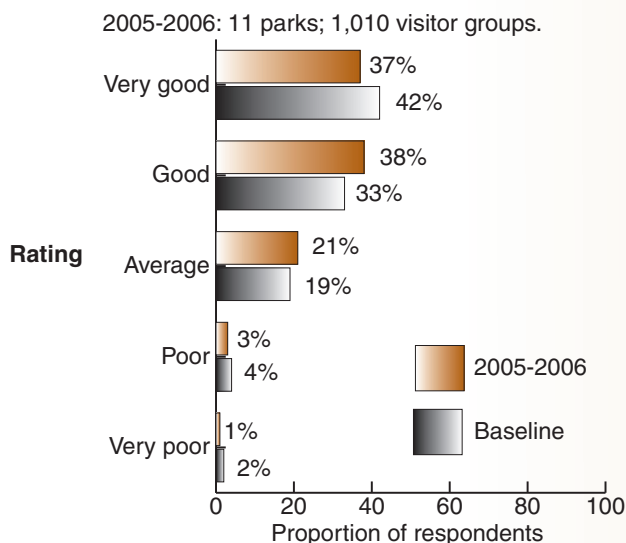 2005-2006: 11 parks; 1,010 visitor groups.
Very good
37%
42%
Good
38%
33%
Rating
Average
21%
19%
Poor
3%
4%
2005-2006
Very poor
1%
2%
Baseline
0 20 40 60 80 100
Proportion of respondents